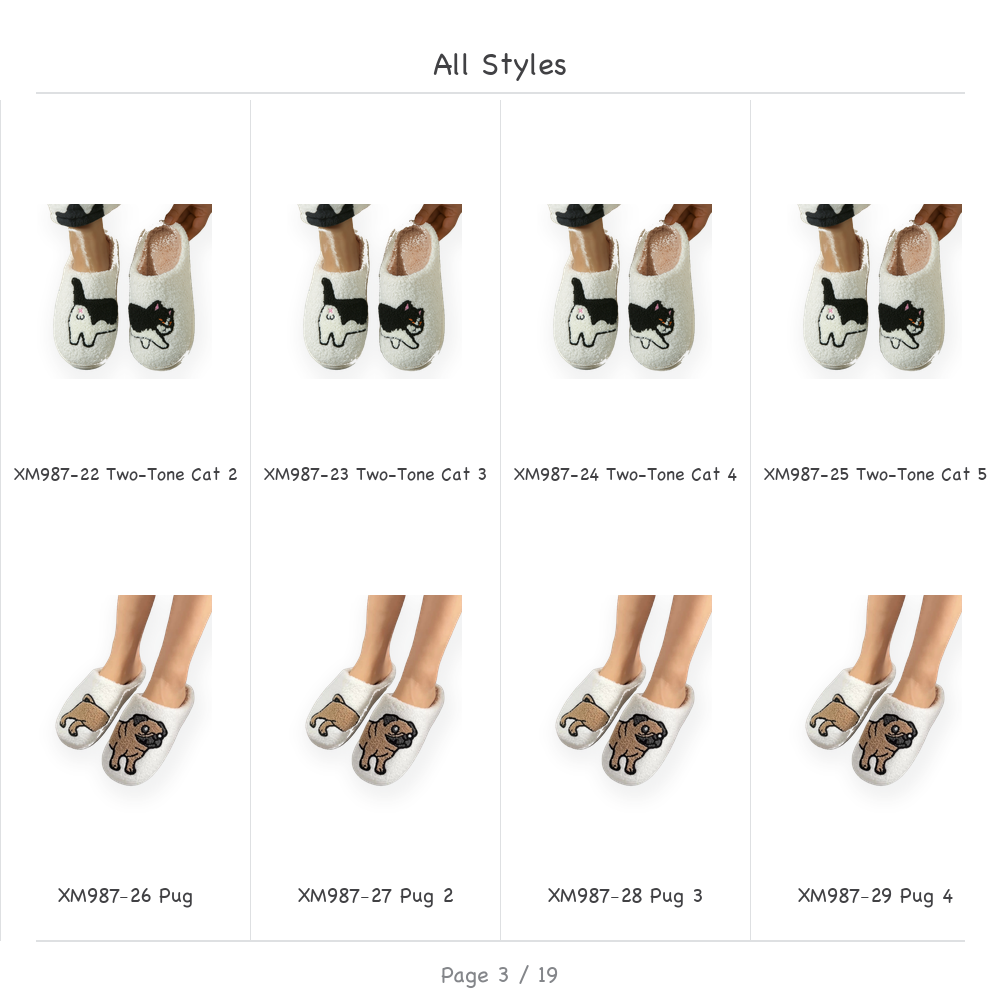 All Styles
XM987-22 Two-Tone Cat 2
XM987-23 Two-Tone Cat 3
XM987-24 Two-Tone Cat 4
XM987-25 Two-Tone Cat 5
XM987-26 Pug
XM987-27 Pug 2
XM987-28 Pug 3
XM987-29 Pug 4
Page 3 / 19